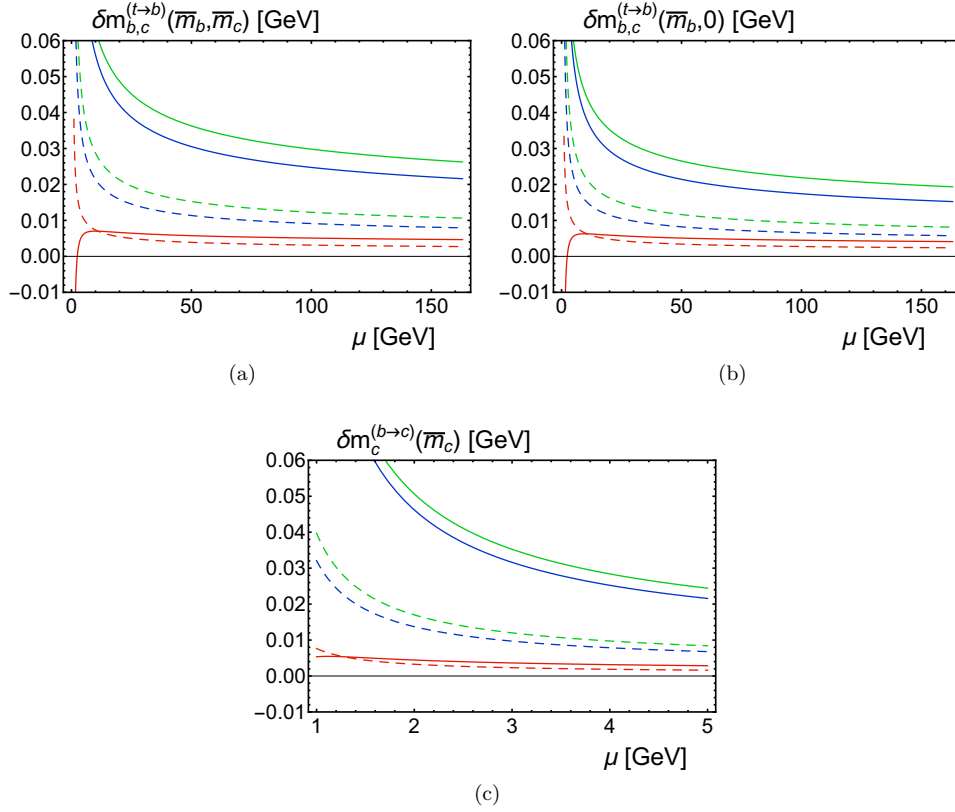 δm_{b,c}^{(t→b)}(m̅_b,m̅_c) [GeV]
0.06
0.05
0.04
0.03
0.02
0.01
0.00
−0.01
0 50 100 150
μ [GeV]
(a)
δm_{b,c}^{(t→b)}(m̅_b,0) [GeV]
0.06
0.05
0.04
0.03
0.02
0.01
0.00
−0.01
0 50 100 150
μ [GeV]
(b)
δm_c^{(b→c)}(m̅_c) [GeV]
0.06
0.05
0.04
0.03
0.02
0.01
0.00
−0.01
1 2 3 4 5
μ [GeV]
(c)